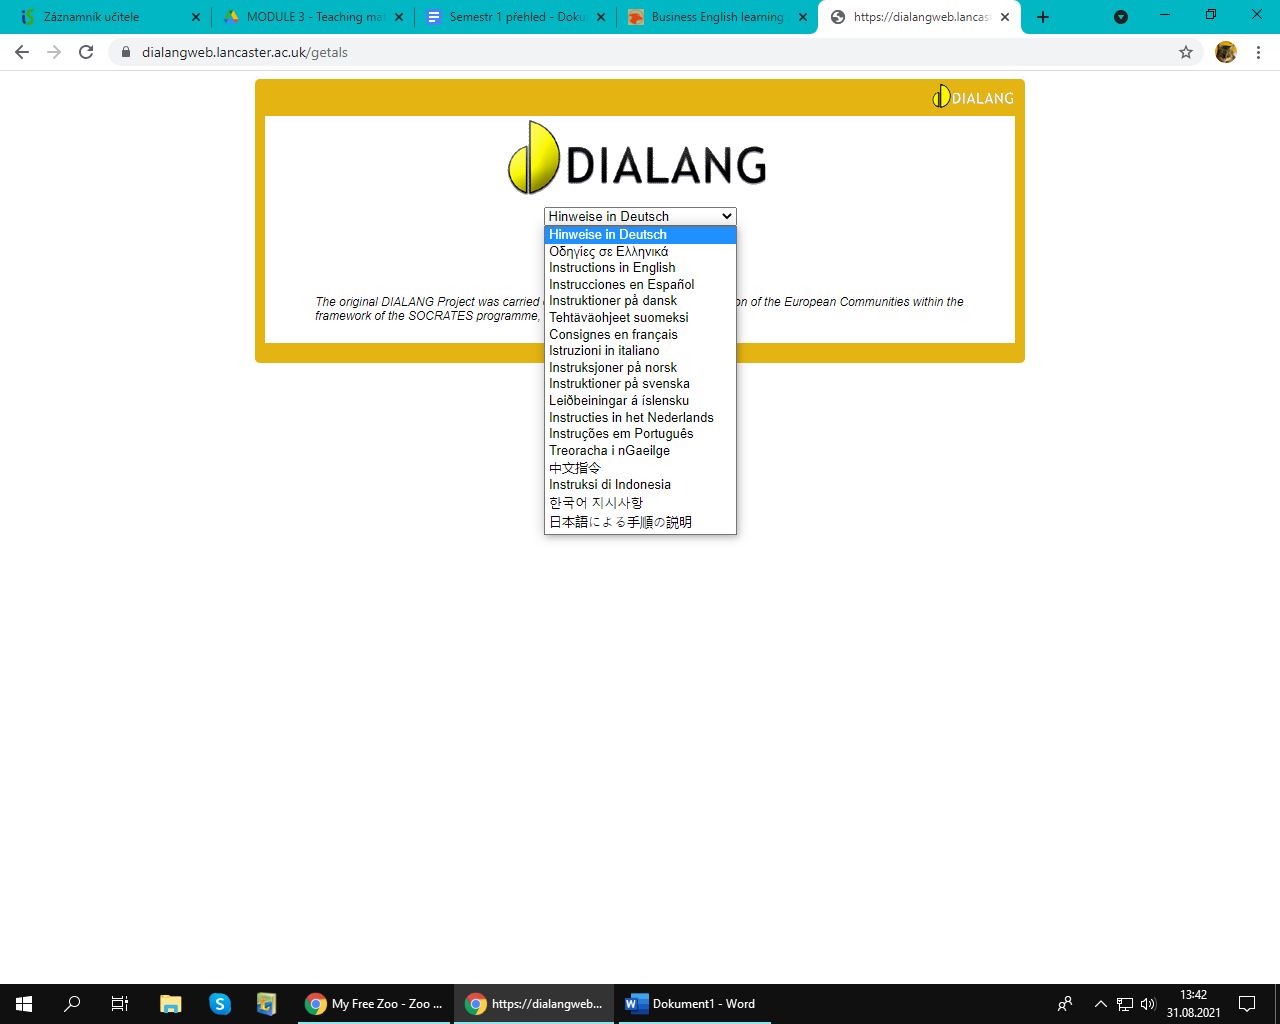 Záznamník učitele
MODULE 3 - Teaching mat
Semestr 1 přehled - Doku
Business English learning
https://dialangweb.lancast
dialangweb.lancaster.ac.uk/getals
DIALANG
DIALANG
Hinweise in Deutsch
Hinweise in Deutsch
Οδηγίες σε Ελληνικά
Instructions in English
Instrucciones en Español
Instruktioner på dansk
Tehtäväohjeet suomeksi
Consignes en français
Istruzioni in italiano
Instruksjoner på norsk
Instruktioner på svenska
Leiðbeiningar á íslensku
Instructies in het Nederlands
Instruções em Português
Treoracha i nGaeilge
中文指令
Instruksi di Indonesia
한국어 지시사항
日本語による手順の説明
The original DIALANG Project was carried on of the European Communities within the
framework of the SOCRATES programme,
My Free Zoo - Zoo ...
https://dialangweb...
Dokument1 - Word
13:42
31.08.2021